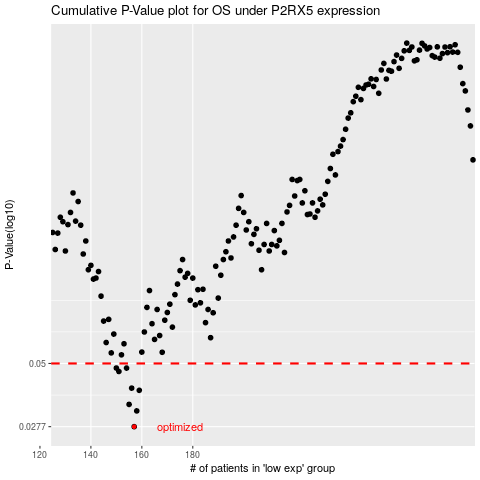 Cumulative P-Value plot for OS under P2RX5 expression
P-Value(log10)
0.05
0.0277
optimized
120 140 160 180
# of patients in 'low exp' group